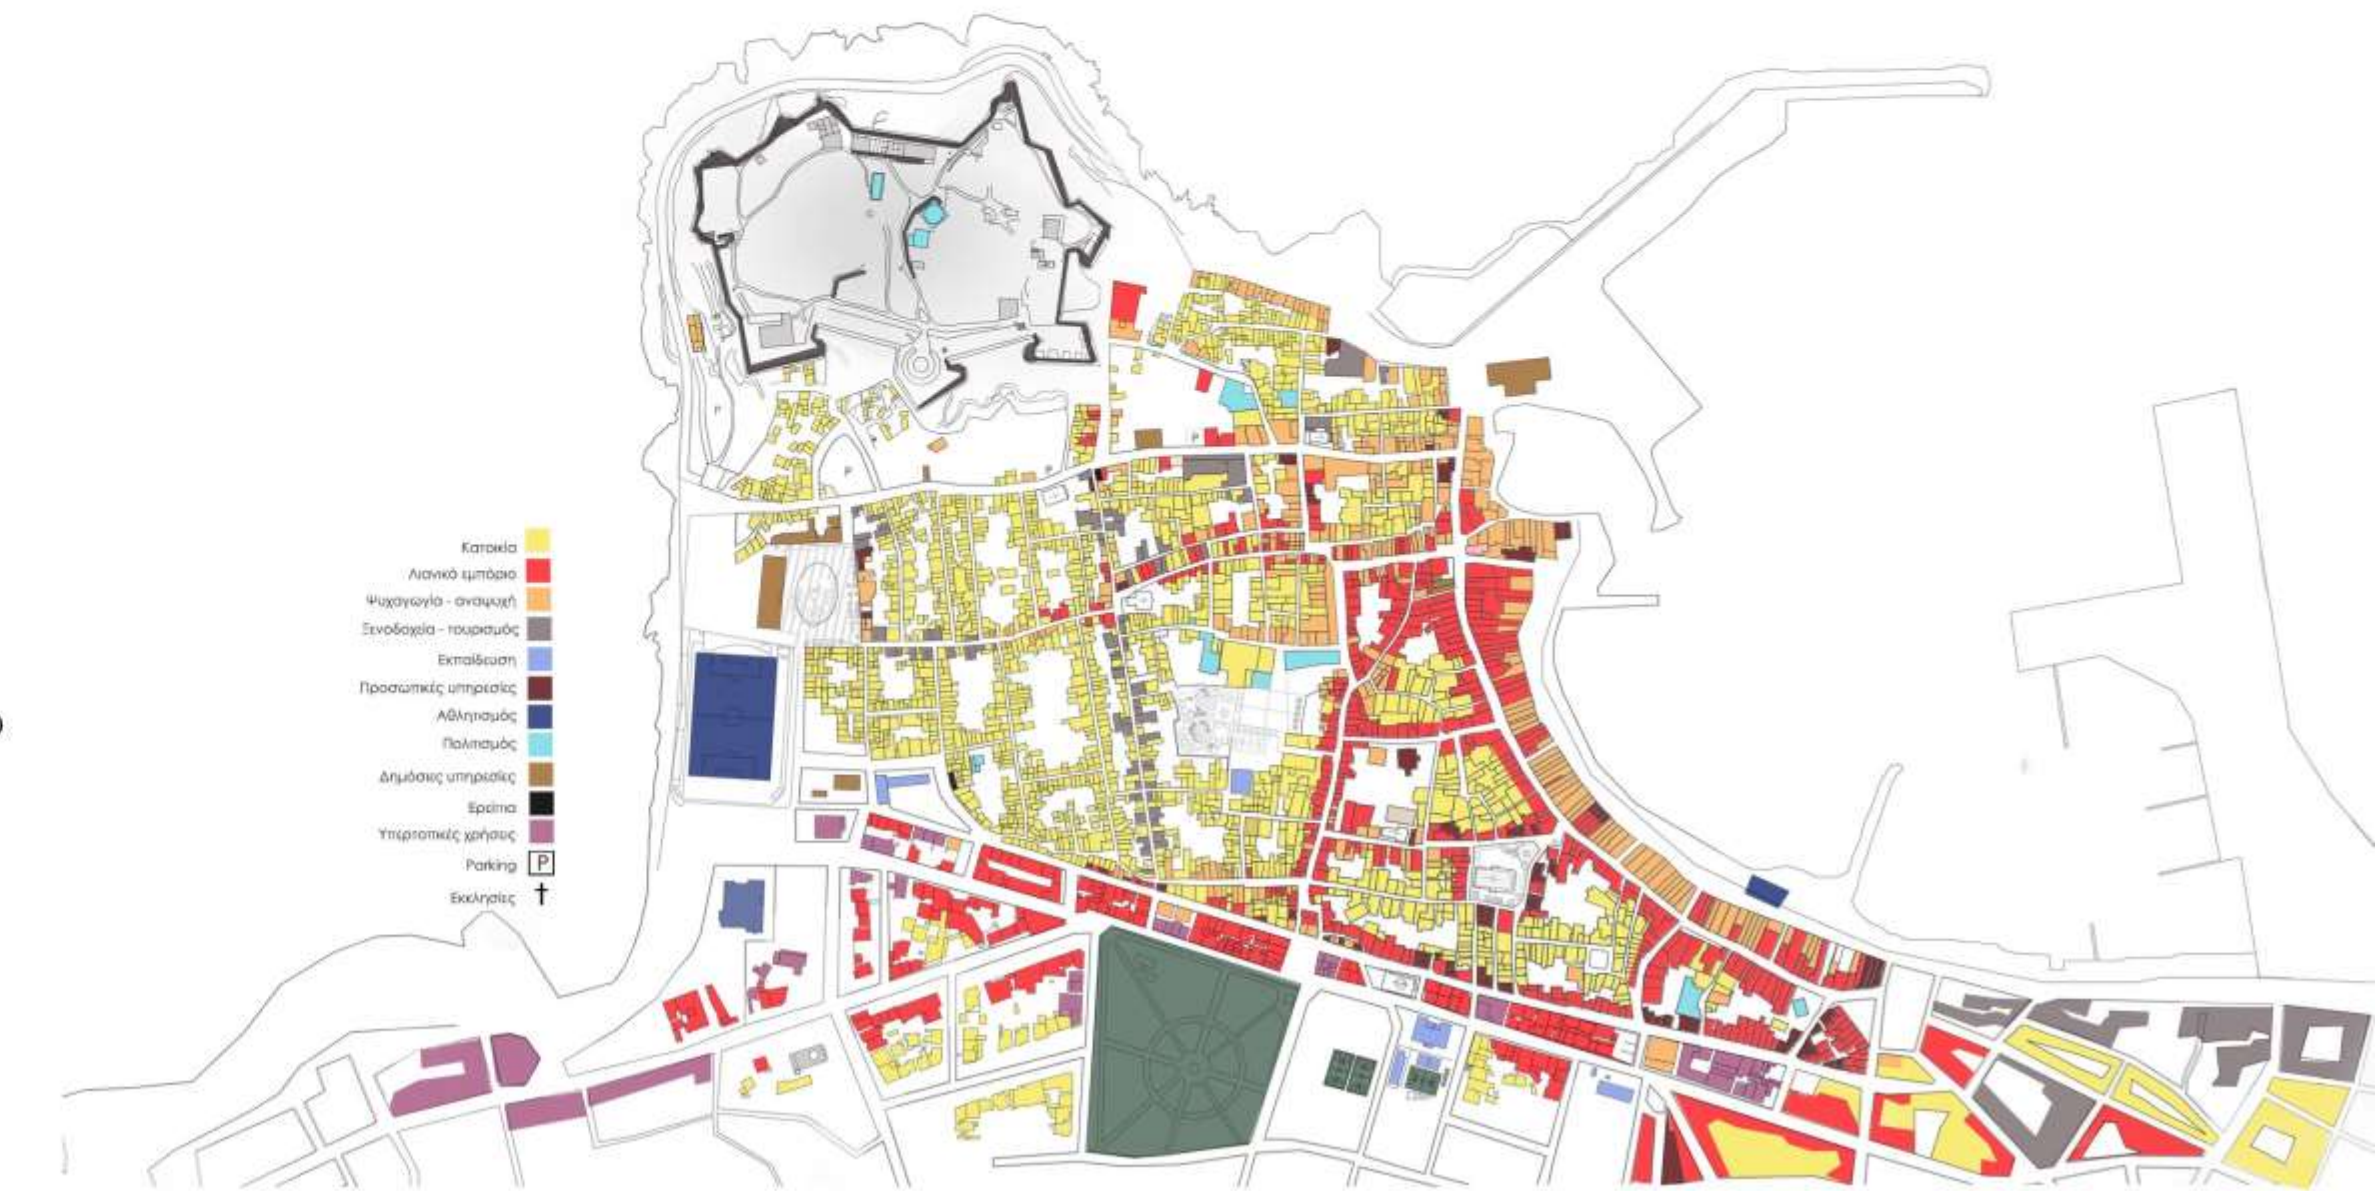 Κατοικία
Λιανικό εμπόριο
Ψυχαγωγία - αναψυχή
Ξενοδοχεία - τουρισμός
Εκπαίδευση
Προσωπικές υπηρεσίες
Αθλητισμός
Πολιτισμός
Δημόσιες υπηρεσίες
Ερείπια
Υπερτοπικές χρήσεις
Parking P
Εκκλησίες
P
P
P
P